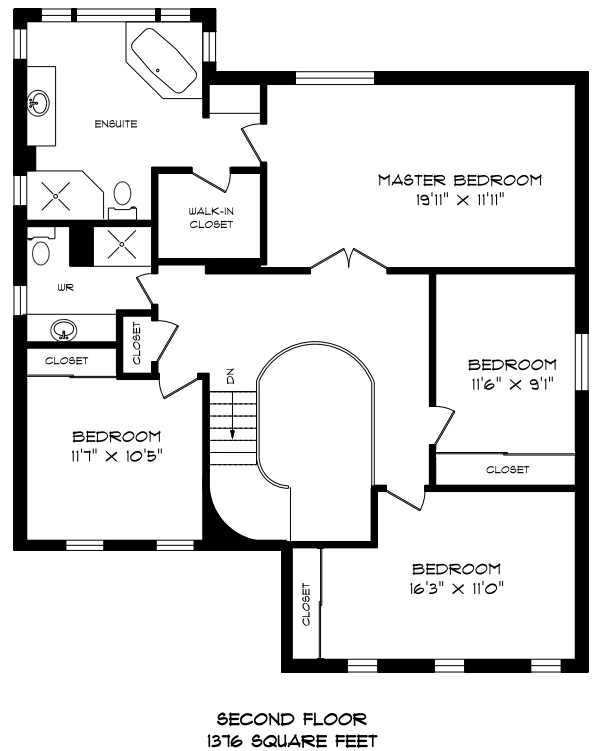 ENSUITE
MASTER BEDROOM
19'11" X 11'11"
WALK-IN
CLOSET
WR
CLOSET
CLOSET
DN
BEDROOM
11'6" X 9'1"
BEDROOM
11'7" X 10'5"
CLOSET
BEDROOM
16'3" X 11'0"
CLOSET
SECOND FLOOR
1376 SQUARE FEET